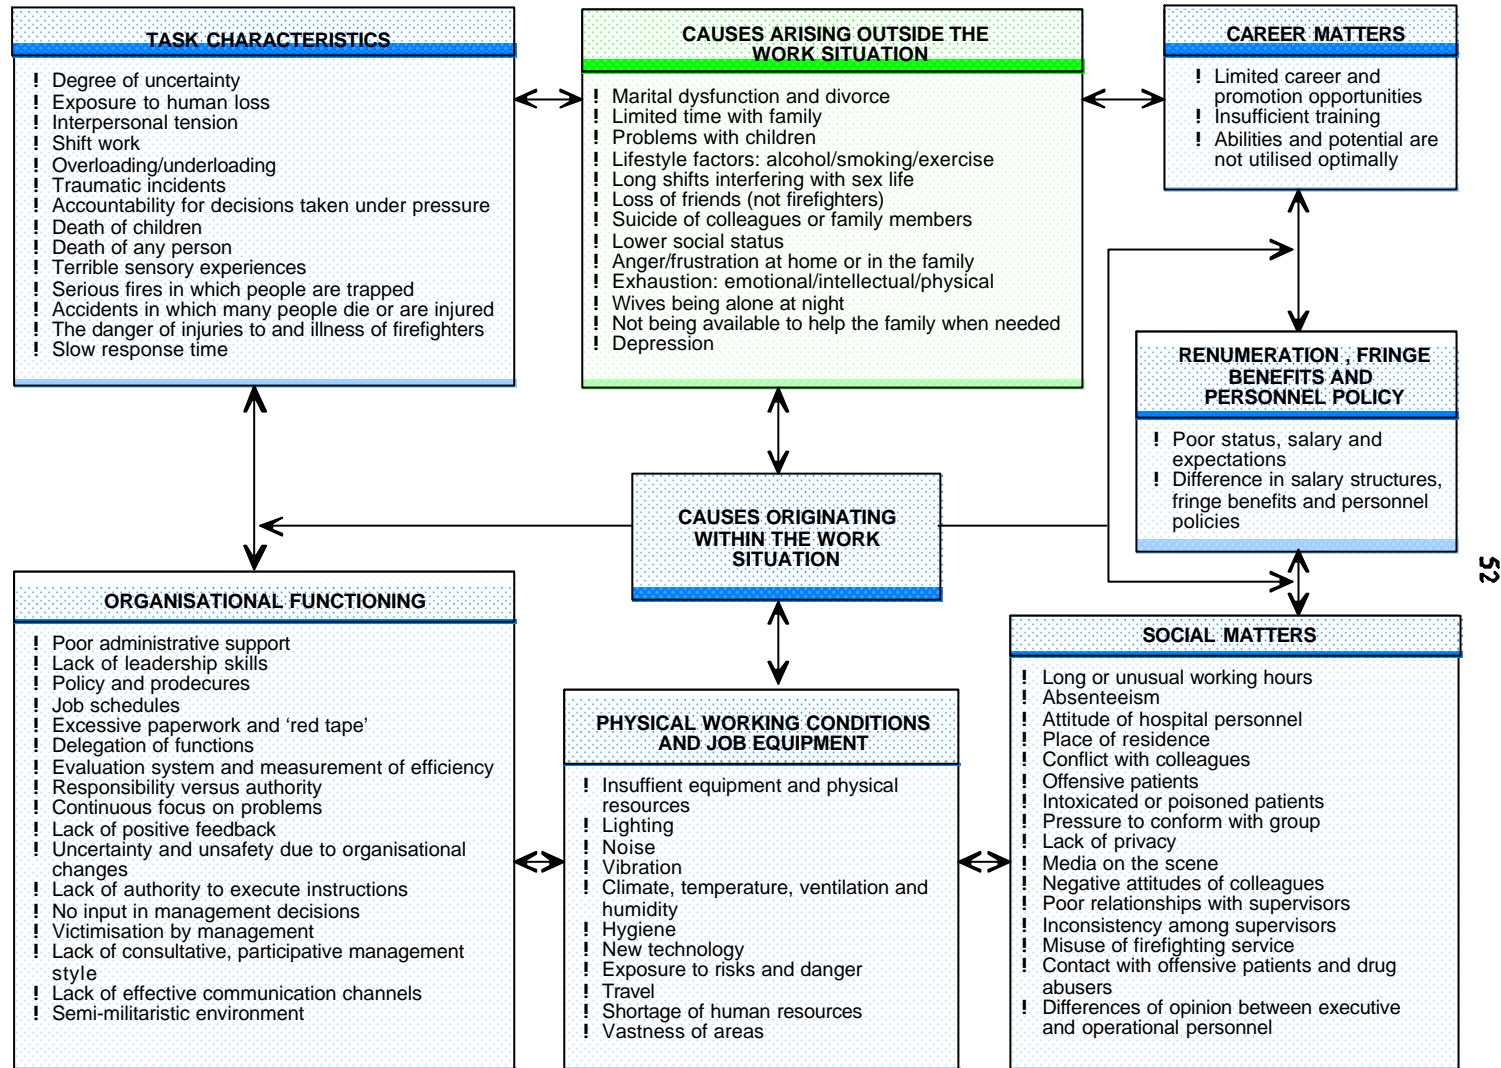 TASK CHARACTERISTICS
! Degree of uncertainty
! Exposure to human loss
! Interpersonal tension
! Shift work
! Overloading/underloading
! Traumatic incidents
! Accountability for decisions taken under pressure
! Death of children
! Death of any person
! Terrible sensory experiences
! Serious fires in which people are trapped
! Accidents in which many people die or are injured
! The danger of injuries to and illness of firefighters
! Slow response time
CAUSES ARISING OUTSIDE THE
WORK SITUATION
! Marital dysfunction and divorce
! Limited time with family
! Problems with children
! Lifestyle factors: alcohol/smoking/exercise
! Long shifts interfering with sex life
! Loss of friends (not firefighters)
! Suicide of colleagues or family members
! Lower social status
! Anger/frustration at home or in the family
! Exhaustion: emotional/intellectual/physical
! Wives being alone at night
! Not being available to help the family when needed
! Depression
CAREER MATTERS
! Limited career and
promotion opportunities
! Insufficient training
! Abilities and potential are
not utilised optimally
RENUMERATION , FRINGE
BENEFITS AND
PERSONNEL POLICY
! Poor status, salary and
expectations
! Difference in salary structures,
fringe benefits and personnel
policies
CAUSES ORIGINATING
WITHIN THE WORK
SITUATION
52
ORGANISATIONAL FUNCTIONING
! Poor administrative support
! Lack of leadership skills
! Policy and prodecures
! Job schedules
! Excessive paperwork and ‘red tape’
! Delegation of functions
! Evaluation system and measurement of efficiency
! Responsibility versus authority
! Continuous focus on problems
! Lack of positive feedback
! Uncertainty and unsafety due to organisational
changes
! Lack of authority to execute instructions
! No input in management decisions
! Victimisation by management
! Lack of consultative, participative management
style
! Lack of effective communication channels
! Semi-militaristic environment
PHYSICAL WORKING CONDITIONS
AND JOB EQUIPMENT
! Insuffient equipment and physical
resources
! Lighting
! Noise
! Vibration
! Climate, temperature, ventilation and
humidity
! Hygiene
! New technology
! Exposure to risks and danger
! Travel
! Shortage of human resources
! Vastness of areas
SOCIAL MATTERS
! Long or unusual working hours
! Absenteeism
! Attitude of hospital personnel
! Place of residence
! Conflict with colleagues
! Offensive patients
! Intoxicated or poisoned patients
! Pressure to conform with group
! Lack of privacy
! Media on the scene
! Negative attitudes of colleagues
! Poor relationships with supervisors
! Inconsistency among supervisors
! Misuse of firefighting service
! Contact with offensive patients and drug
abusers
! Differences of opinion between executive
and operational personnel